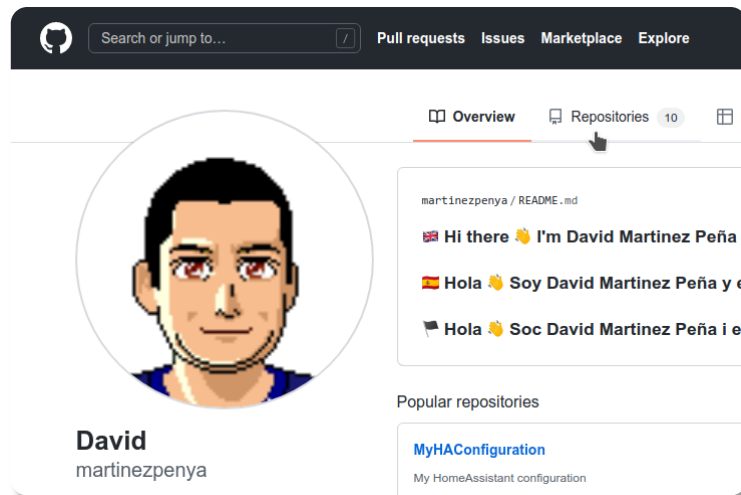 Search or jump to... /
Pull requests Issues Marketplace Explore
Overview Repositories 10
martinezpenya/README.md
🇬🇧 Hi there 👋 I'm David Martinez Peña
🇪🇸 Hola 👋 Soy David Martinez Peña y e
🏴 Hola 👋 Soc David Martinez Peña i e
Popular repositories
MyHAConfiguration
My HomeAssistant configuration
David
martinezpenya